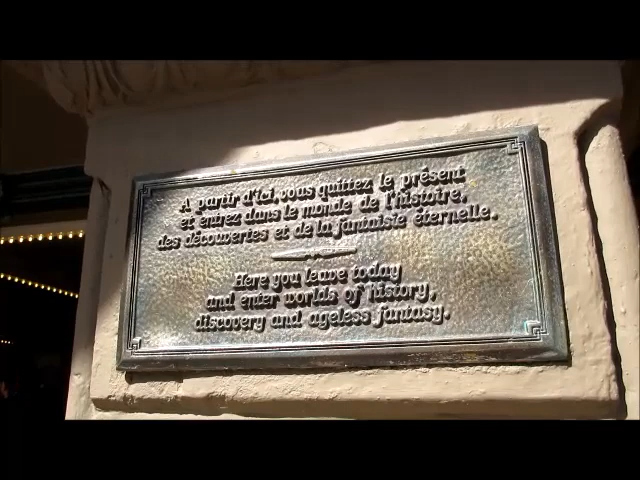 A partir d'ici, vous quittez le présent
et entrez dans le monde de l'histoire,
des découvertes et de la fantaisie éternelle.
Here you leave today
and enter worlds of history,
discovery and ageless fantasy.